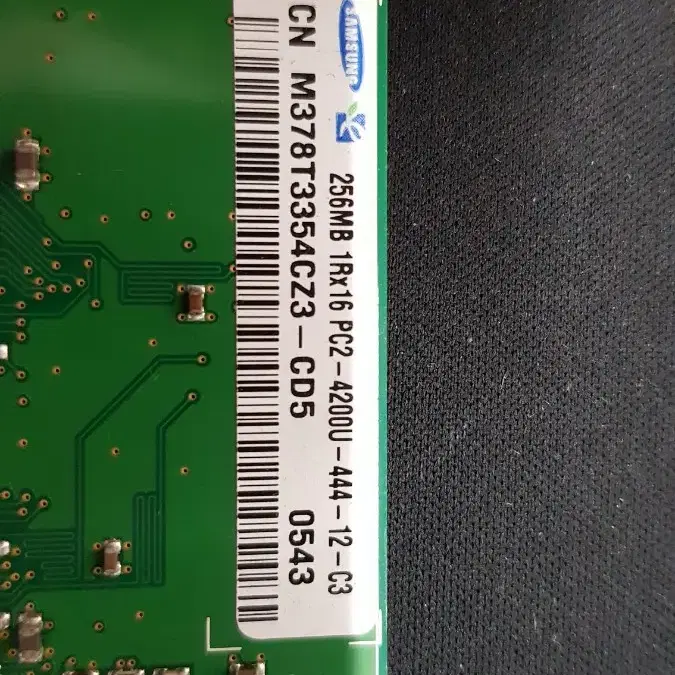 SAMSUNG
256MB 1Rx16 PC2-4200U-444-12-C3
CN M378T3354CZ3-CD5 0543